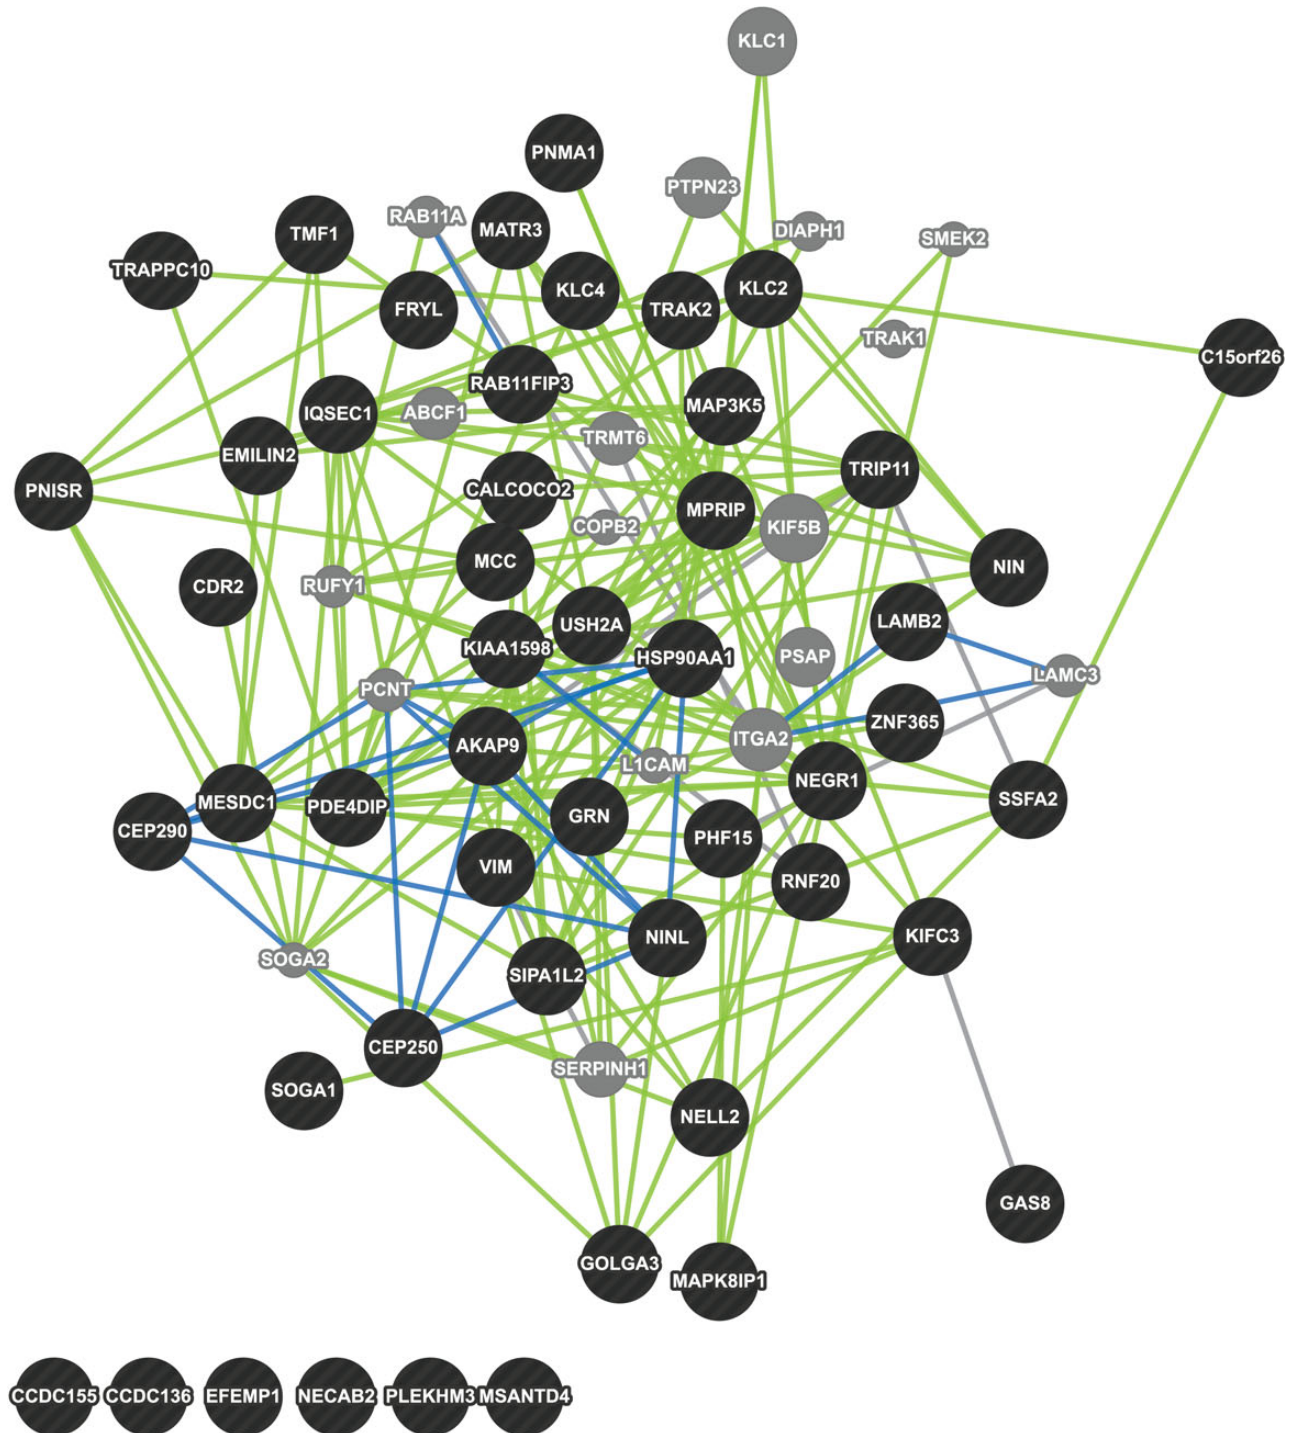 KLC1
PNMA1
PTPN23
RAB11A
MATR3
DIAPH1
TMF1
SMEK2
TRAPPC10
KLC4
KLC2
FRYL
TRAK2
TRAK1
C15orf26
RAB11FIP3
IQSEC1
ABCF1
MAP3K5
TRMT6
EMILIN2
TRIP11
PNISR
CALCOCO2
MPRIP
COPB2
KIF5B
MCC
NIN
CDR2
RUFY1
USH2A
LAMB2
KIAA1598
HSP90AA1
PSAP
LAMC3
PCNT
ZNF365
AKAP9
ITGA2
L1CAM
NEGR1
MESDC1
PDE4DIP
SSFA2
CEP290
GRN
PHF15
VIM
RNF20
NINL
KIFC3
SOGA2
SIPA1L2
CEP250
SERPINH1
SOGA1
NELL2
GAS8
GOLGA3
MAPK8IP1
CCDC155 CCDC136 EFEMP1 NECAB2 PLEKHM3 MSANTD4